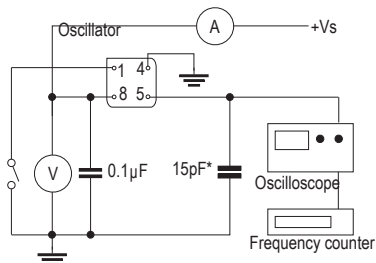 Oscillator
A
+Vs
1 4
8 5
V
0.1µF
15pF*
Oscilloscope
Frequency counter